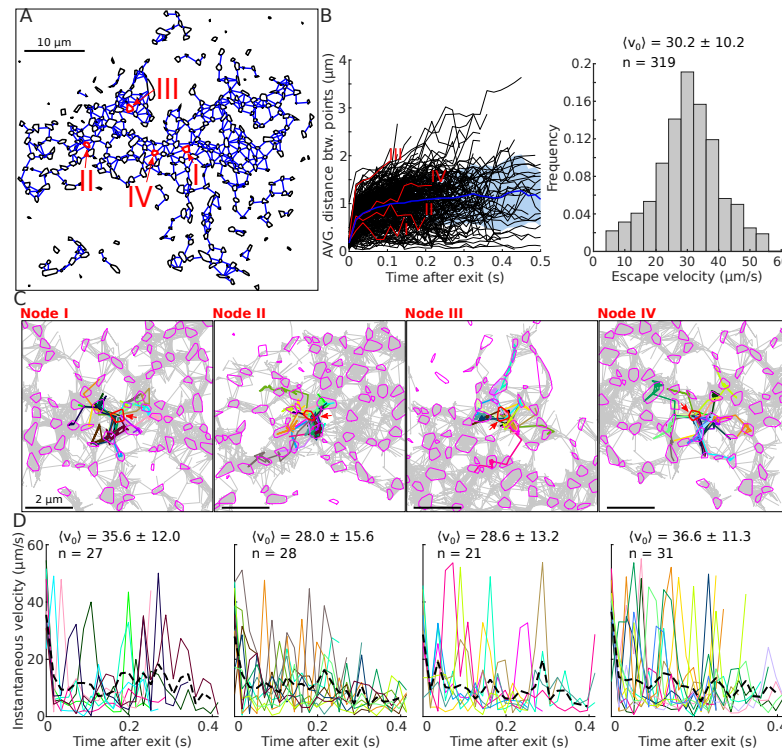 A
10 µm
III
II
IV
I
B
AVG. distance btw. points (µm)
4
3
2
1
0
III
IV
II
I
0 0.1 0.2 0.3 0.4 0.5
Time after exit (s)
⟨v₀⟩ = 30.2 ± 10.2
n = 319
Frequency
0.2
0.16
0.12
0.08
0.04
0 10 20 30 40 50 60
Escape velocity (µm/s)
C
Node I
Node II
Node III
Node IV
2 µm
D
Instantaneous velocity (µm/s)
60
40
20
0
⟨v₀⟩ = 35.6 ± 12.0
n = 27
0 0.2 0.4
Time after exit (s)
⟨v₀⟩ = 28.0 ± 15.6
n = 28
0 0.2 0.4
Time after exit (s)
⟨v₀⟩ = 28.6 ± 13.2
n = 21
0 0.2 0.4
Time after exit (s)
⟨v₀⟩ = 36.6 ± 11.3
n = 31
0 0.2 0.4
Time after exit (s)